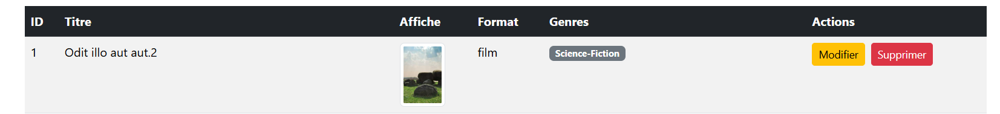 ID Titre Affiche Format Genres Actions
1 Odit illo aut aut.2 film Science-Fiction Modifier Supprimer